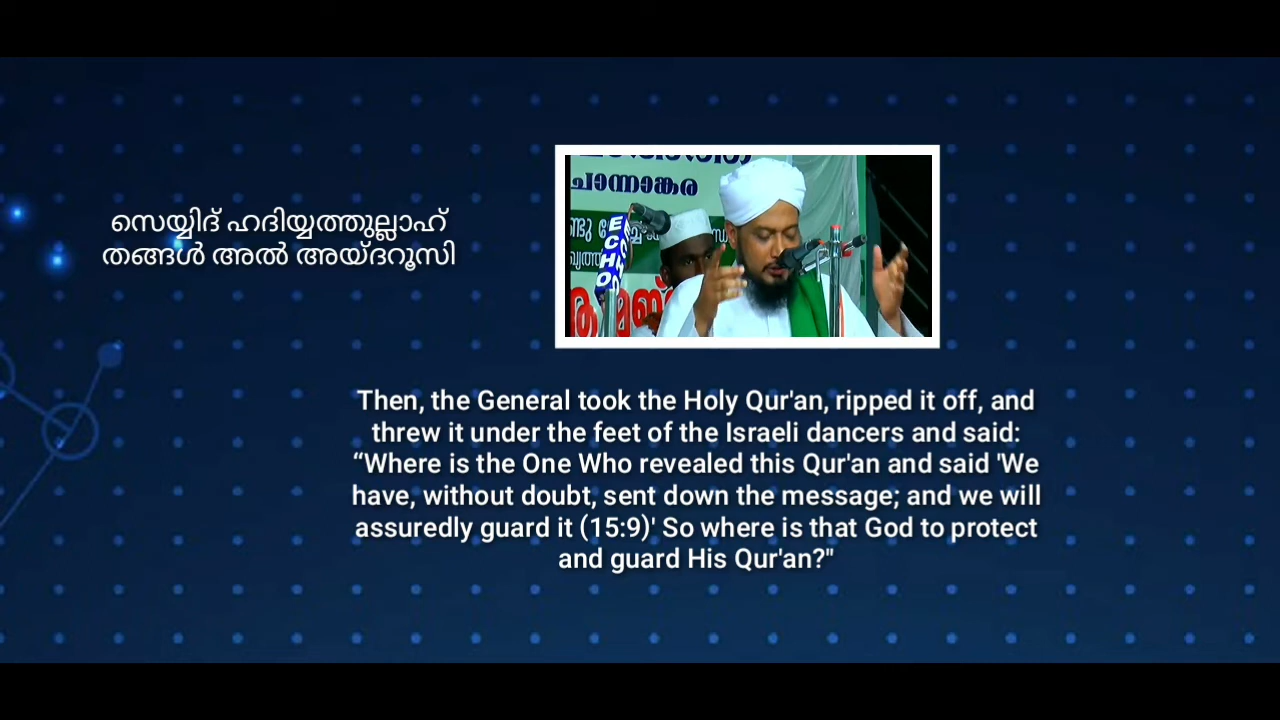 സെയ്യിദ് ഹദിയ്യത്തുല്ലാഹ്
തങ്ങൾ അൽ അയ്ദറൂസി
ചാന്നാങ്കര
ECHO
ECHO
Then, the General took the Holy Qur'an, ripped it off, and
threw it under the feet of the Israeli dancers and said:
“Where is the One Who revealed this Qur'an and said 'We
have, without doubt, sent down the message; and we will
assuredly guard it (15:9)' So where is that God to protect
and guard His Qur'an?"